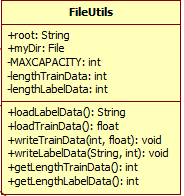 FileUtils
+root: String
+myDir: File
-MAXCAPACITY: int
-lengthTrainData: int
-lengthLabelData: int
+loadLabelData(): String
+loadTrainData(): float
+writeTrainData(int, float): void
+writeLabelData(String, int): void
+getLengthTrainData(): int
+getLenghtLabelData(): int